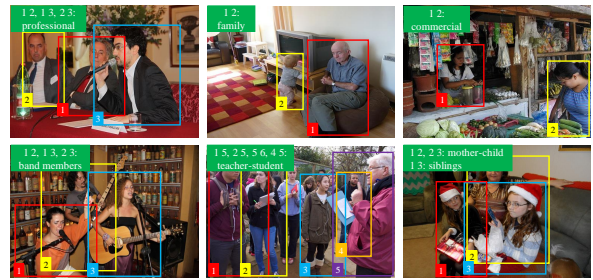 1 2, 1 3, 2 3:
professional
2
1
3
1 2:
family
2
1
1 2:
commercial
1
2
1 2, 1 3, 2 3:
band members
1
2
3
1 5, 2 5, 5 6, 4 5:
teacher-student
1
2
3
4
5
1 2, 2 3: mother-child
1 3: siblings
1
2
3